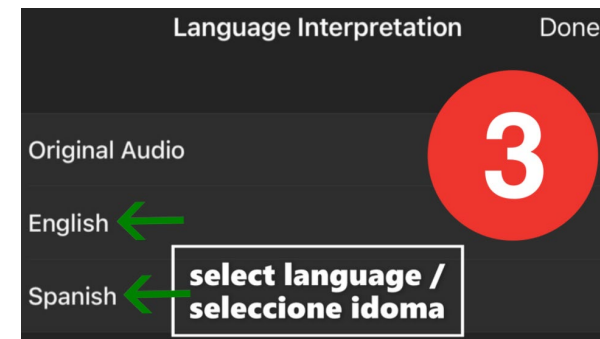 Language Interpretation Done
Original Audio
3
English
select language /
seleccione idoma
Spanish